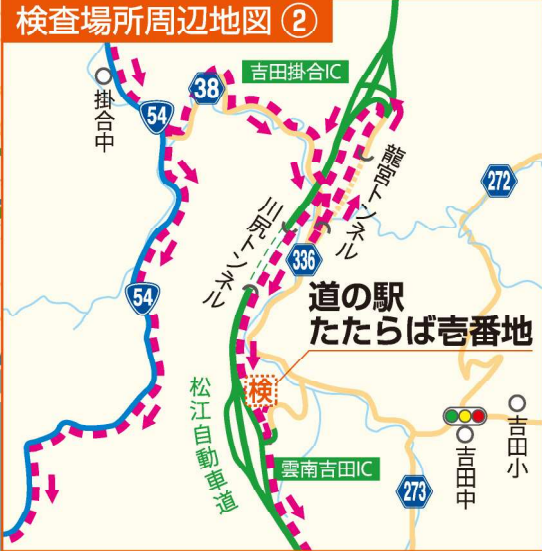 検査場所周辺地図②
吉田掛合IC
38
掛合中
54
龍宮トンネル
272
川尻トンネル
336
54
道の駅
たたらば壱番地
検
松江自動車道
吉田小
吉田中
雲南吉田IC
273